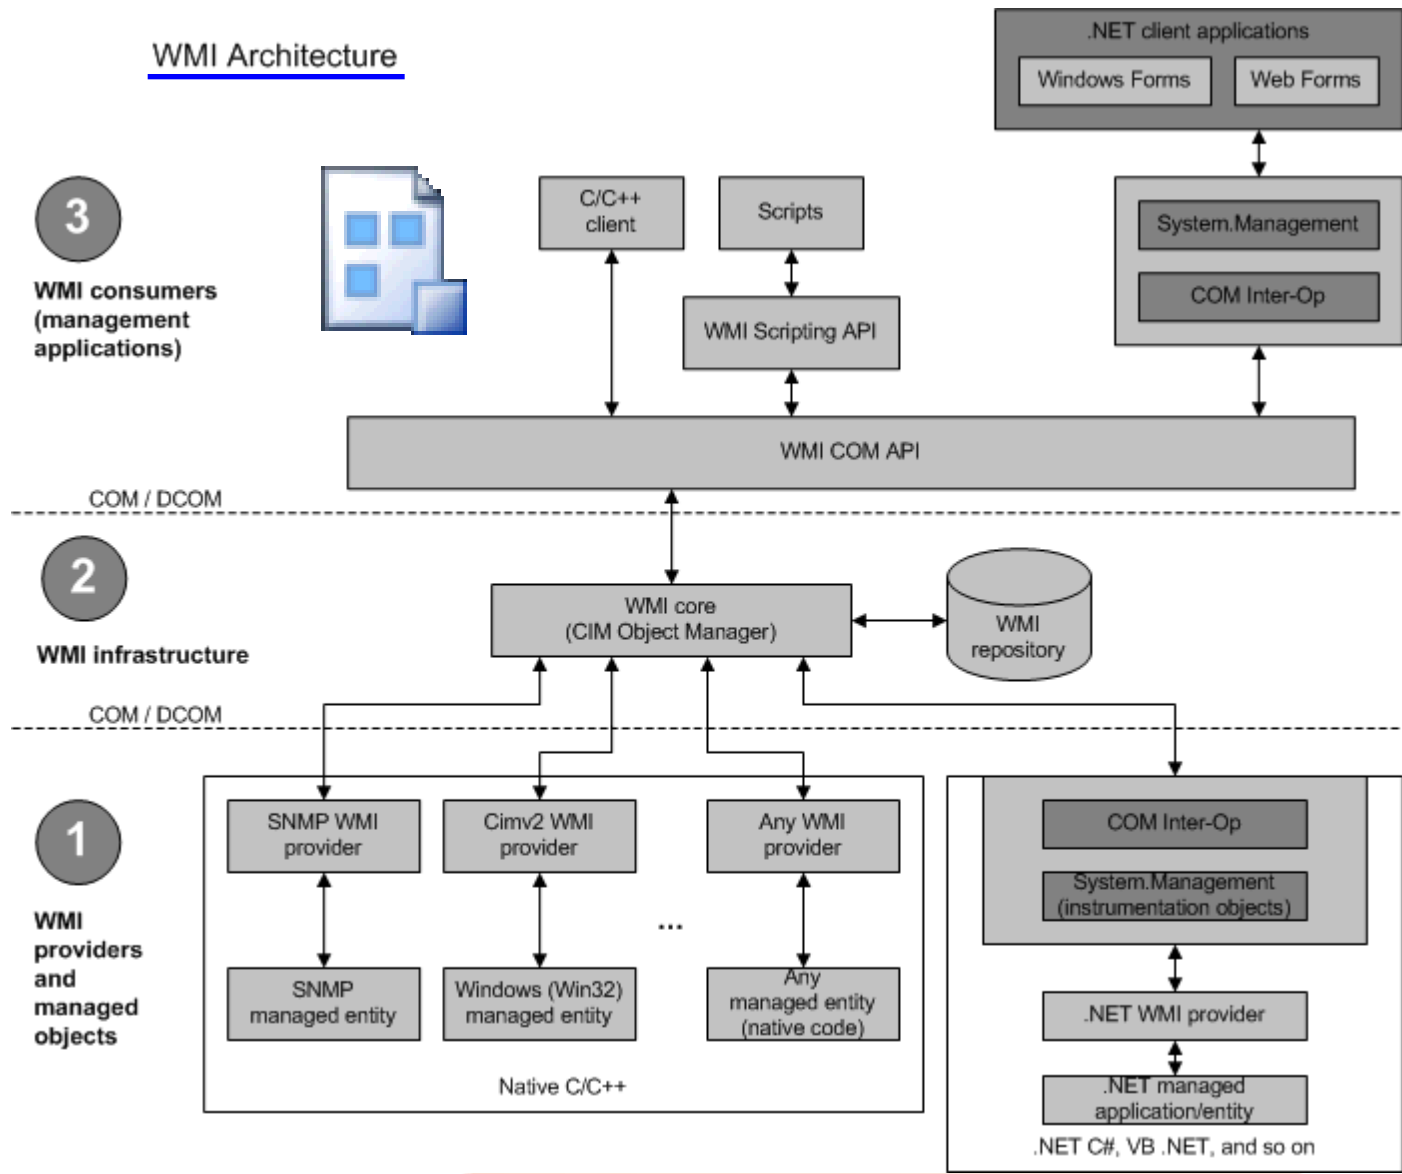 WMI Architecture
.NET client applications
Windows Forms
Web Forms
3
WMI consumers
(management
applications)
C/C++
client
Scripts
System.Management
COM Inter-Op
WMI Scripting API
WMI COM API
COM / DCOM
2
WMI infrastructure
WMI core
(CIM Object Manager)
WMI
repository
COM / DCOM
1
WMI
providers
and
managed
objects
SNMP WMI
provider
Cimv2 WMI
provider
Any WMI
provider
...
SNMP
managed entity
Windows (Win32)
managed entity
Any
managed entity
(native code)
Native C/C++
COM Inter-Op
System.Management
(instrumentation objects)
.NET WMI provider
.NET managed
application/entity
.NET C#, VB .NET, and so on